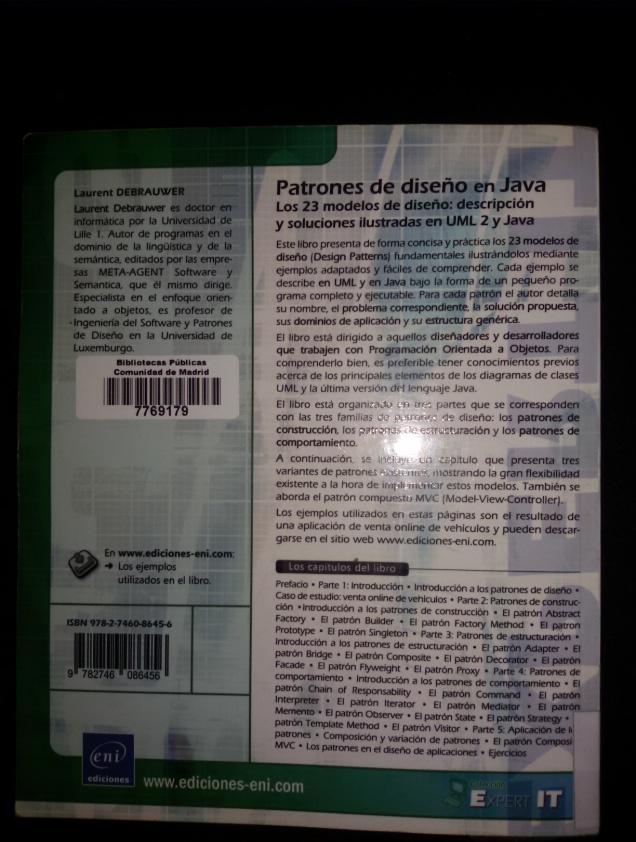 Laurent DEBRAUWER
Laurent Debrauwer es doctor en
informática por la Universidad de
Lille 1. Autor de programas en el
dominio de la lingüística y de la
semántica, editados por las empre-
sas META-AGENT Software y
Semantica, que él mismo dirige.
Especialista en el enfoque orien-
tado a objetos, es profesor de
Ingeniería del Software y Patrones
de Diseño en la Universidad de
Luxemburgo.
Bibliotecas Públicas
Comunidad de Madrid
7769179
En www.ediciones-eni.com:
➔ Los ejemplos
utilizados en el libro.
ISBN 978-2-7460-8645-6
9 782746 086456
Patrones de diseño en Java
Los 23 modelos de diseño: descripción
y soluciones ilustradas en UML 2 y Java
Este libro presenta de forma concisa y práctica los 23 modelos de
diseño (Design Patterns) fundamentales ilustrándolos mediante
ejemplos adaptados y fáciles de comprender. Cada ejemplo se
describe en UML y en Java bajo la forma de un pequeño pro-
grama completo y ejecutable. Para cada patrón el autor detalla
su nombre, el problema correspondiente, la solución propuesta,
sus dominios de aplicación y su estructura genérica.
El libro está dirigido a aquellos diseñadores y desarrolladores
que trabajen con Programación Orientada a Objetos. Para
comprenderlo bien, es preferible tener conocimientos previos
acerca de los principales elementos de los diagramas de clases
UML y la última versión del lenguaje Java.
El libro está organizado en tres partes que se corresponden
con las tres familias de patrones de diseño: los patrones de
construcción, los patrones de estructuración y los patrones de
comportamiento.
A continuación, se incluye un capítulo que presenta tres
variantes de patrones existentes, mostrando la gran flexibilidad
existente a la hora de implementar estos modelos. También se
aborda el patrón compuesto MVC (Model-View-Controller).
Los ejemplos utilizados en estas páginas son el resultado de
una aplicación de venta online de vehículos y pueden descar-
garse en el sitio web www.ediciones-eni.com.
Los capítulos del libro
Prefacio • Parte 1: Introducción • Introducción a los patrones de diseño •
Caso de estudio: venta online de vehículos • Parte 2: Patrones de construc-
ción • Introducción a los patrones de construcción • El patrón Abstract
Factory • El patrón Builder • El patrón Factory Method • El patron
Prototype • El patrón Singleton • Parte 3: Patrones de estructuración •
Introducción a los patrones de estructuración • El patrón Adapter • El
patrón Bridge • El patrón Composite • El patrón Decorator • El patrón
Facade • El patrón Flyweight • El patrón Proxy • Parte 4: Patrones de
comportamiento • Introducción a los patrones de comportamiento • El
patrón Chain of Responsability • El patrón Command • El patrón
Interpreter • El patrón Iterator • El patrón Mediator • El patrón
Memento • El patrón Observer • El patrón State • El patrón Strategy •
patrón Template Method • El patrón Visitor • Parte 5: Aplicación de l
patrones • Composición y variación de patrones • El patrón Composi
MVC • Los patrones en el diseño de aplicaciones • Ejercicios
eni
ediciones
www.ediciones-eni.com
Colección
EXPERT IT